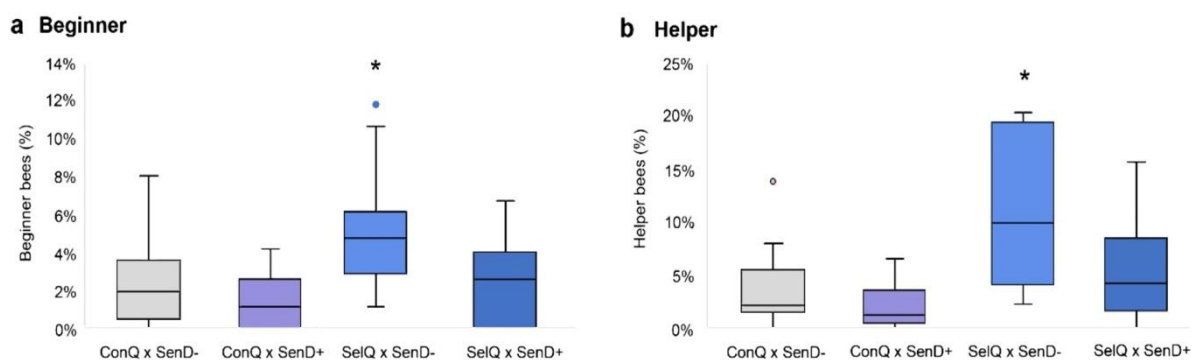 a Beginner
14%
12%
10%
8%
6%
4%
2%
0%
Beginner bees (%)
*
ConQ x SenD- ConQ x SenD+ SelQ x SenD- SelQ x SenD+
b Helper
25%
20%
15%
10%
5%
0%
Helper bees (%)
*
ConQ x SenD- ConQ x SenD+ SelQ x SenD- SelQ x SenD+